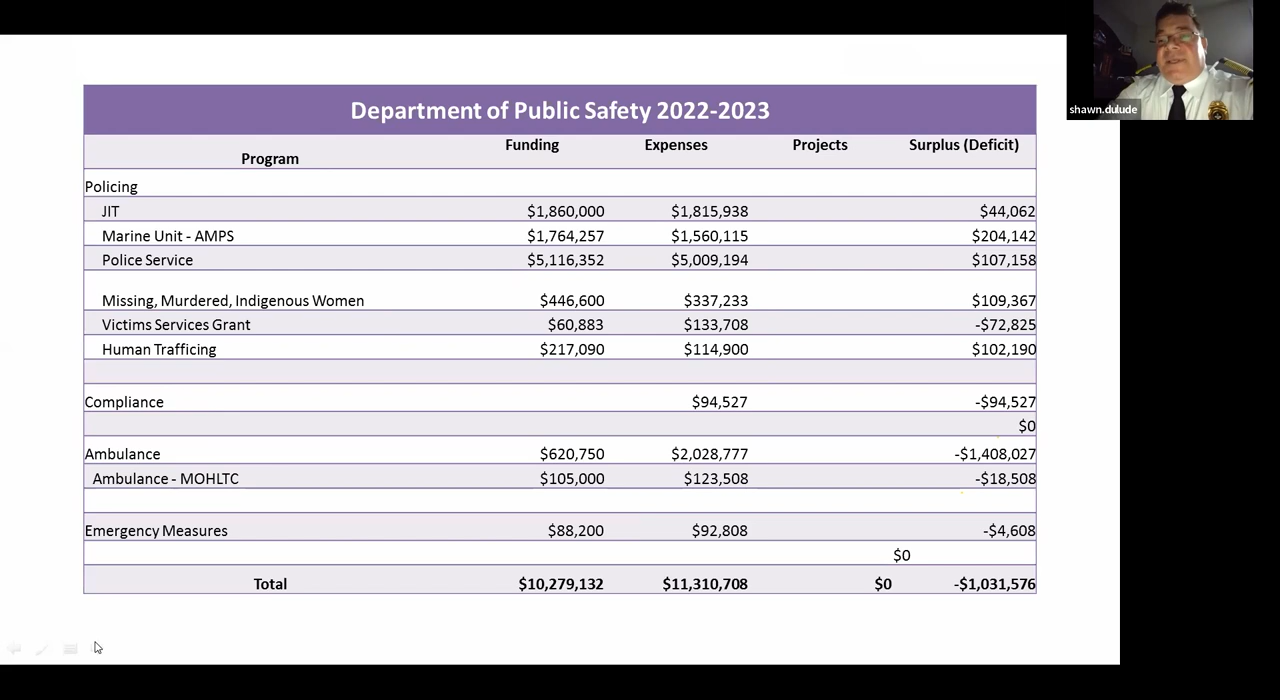 shawn.dulude
Department of Public Safety 2022-2023
Program Funding Expenses Projects Surplus (Deficit)
Policing
JIT $1,860,000 $1,815,938 $44,062
Marine Unit - AMPS $1,764,257 $1,560,115 $204,142
Police Service $5,116,352 $5,009,194 $107,158
Missing, Murdered, Indigenous Women $446,600 $337,233 $109,367
Victims Services Grant $60,883 $133,708 -$72,825
Human Trafficing $217,090 $114,900 $102,190
Compliance $94,527 -$94,527
$0
Ambulance $620,750 $2,028,777 -$1,408,027
Ambulance - MOHLTC $105,000 $123,508 -$18,508
Emergency Measures $88,200 $92,808 -$4,608
$0
Total $10,279,132 $11,310,708 $0 -$1,031,576